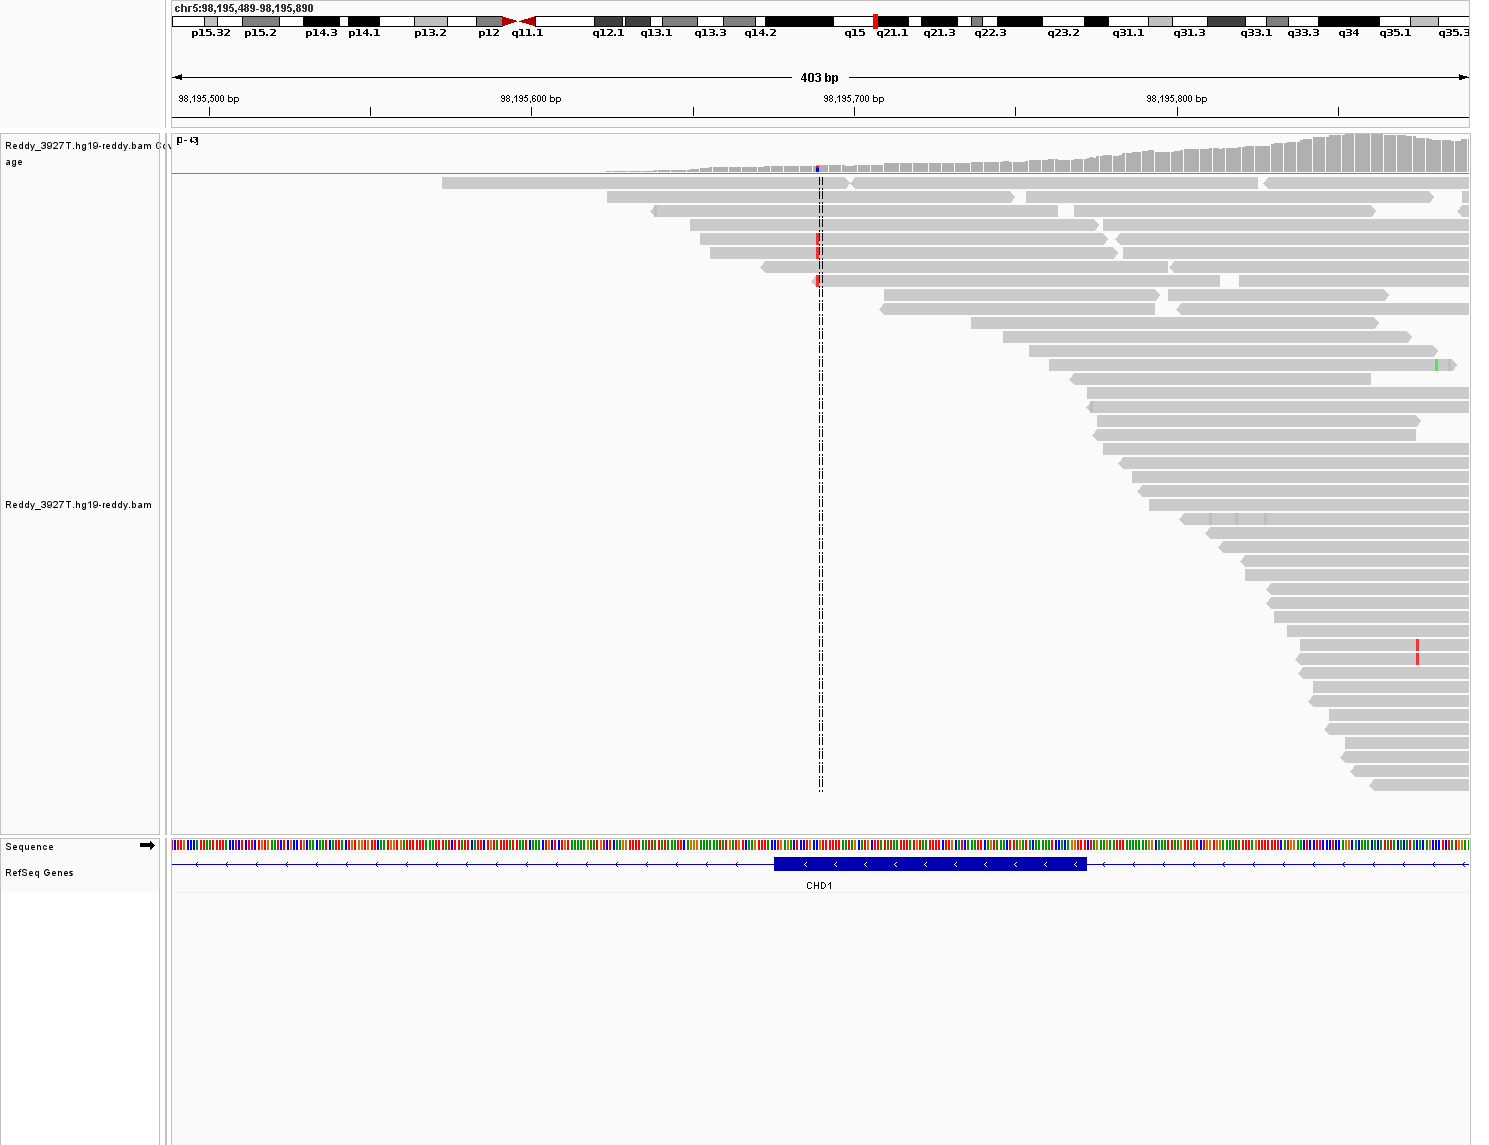 chr5:98,195,489-98,195,890
p15.32 p15.2 p14.3 p14.1 p13.2 p12 q11.1 q12.1 q13.1 q13.3 q14.2 q15 q21.1 q21.3 q22.3 q23.2 q31.1 q31.3 q33.1 q33.3 q34 q35.1 q35.3
403 bp
98,195,500 bp 98,195,600 bp 98,195,700 bp 98,195,800 bp
Reddy_3927T.hg19-reddy.bam Cov
age
Reddy_3927T.hg19-reddy.bam
Sequence
RefSeq Genes
CHD1